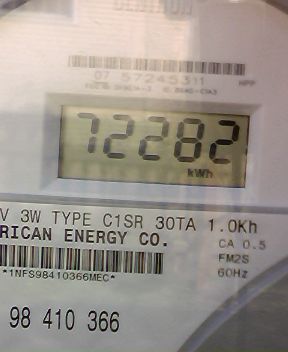 CENTRON
07 57245311
72282
kWh
V 3W TYPE C1SR 30TA 1.0Kh
RICAN ENERGY CO.
CA 0.5
FM2S
60Hz
*1NFS98410366MEC*
98 410 366